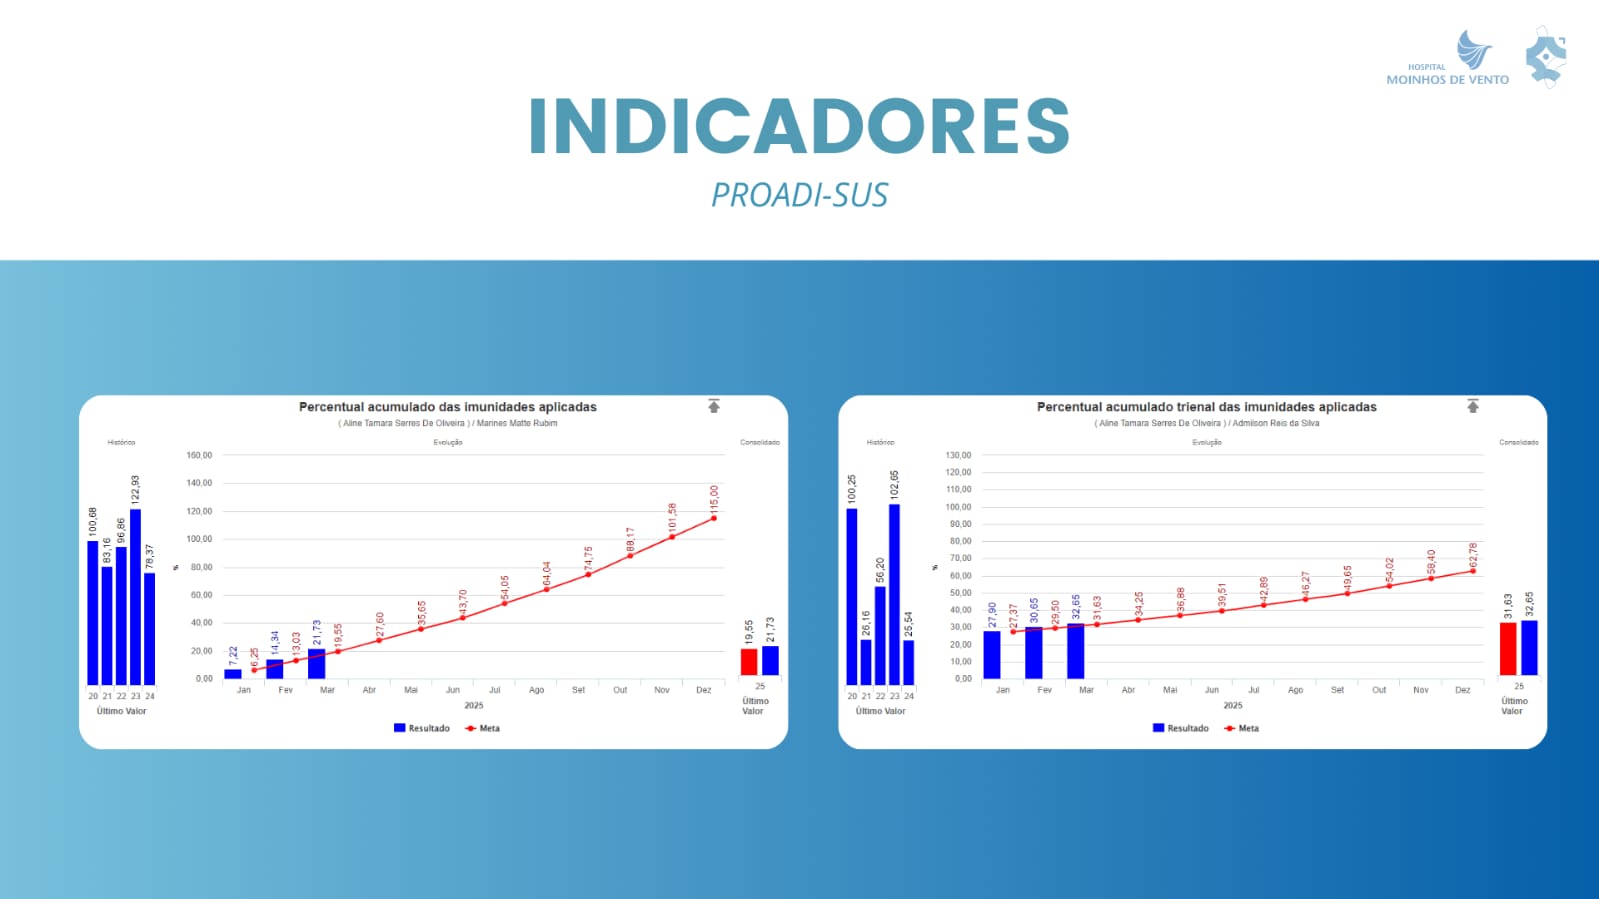 HOSPITAL
MOINHOS DE VENTO
INDICADORES
PROADI-SUS
Percentual acumulado das imunidades aplicadas
( Aline Tamara Serres De Oliveira ) / Marines Matte Rubim
Histórico
Evolução
Consolidado
160,00
140,00
120,00
100,00
80,00
60,00
40,00
20,00
0,00
%
100,68
83,16
96,86
122,93
78,37
20 21 22 23 24
Último Valor
7,22
14,34
21,73
6,25
13,03
19,55
27,60
35,65
43,70
54,05
64,04
74,75
88,17
101,58
115,00
Jan Fev Mar Abr Mai Jun Jul Ago Set Out Nov Dez
2025
Resultado Meta
19,55
21,73
25
Último
Valor
Percentual acumulado trienal das imunidades aplicadas
( Aline Tamara Serres De Oliveira ) / Admilson Reis da Silva
Histórico
Evolução
Consolidado
130,00
120,00
110,00
100,00
90,00
80,00
70,00
60,00
50,00
40,00
30,00
20,00
10,00
0,00
%
100,25
26,16
56,20
102,65
25,54
20 21 22 23 24
Último Valor
27,90
30,65
32,65
27,37
29,50
31,63
34,25
36,88
39,51
42,89
46,27
49,65
54,02
58,40
62,78
Jan Fev Mar Abr Mai Jun Jul Ago Set Out Nov Dez
2025
Resultado Meta
31,63
32,65
25
Último
Valor